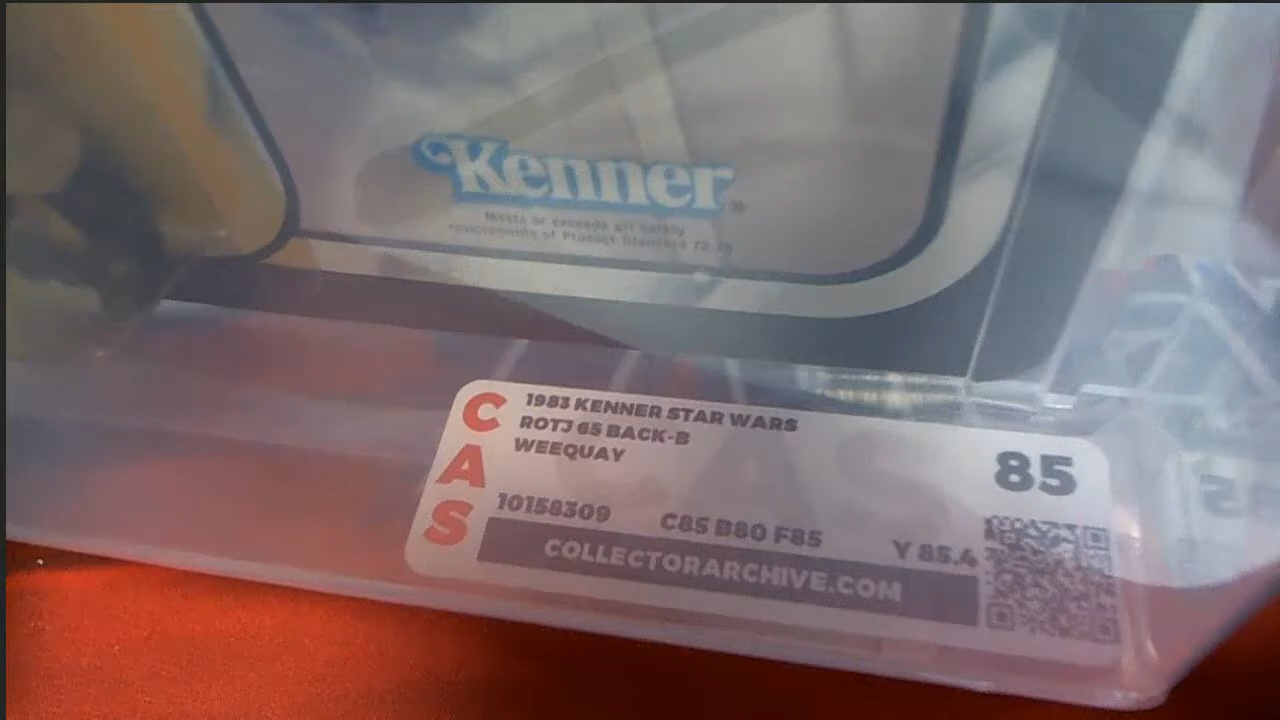 Kenner®
Meets or exceeds all safety
requirements of Product Standard 72-76
CAS
1983 KENNER STAR WARS
ROTJ 65 BACK-B
WEEQUAY
85
10158309 C85 B80 F85 Y 85.4
COLLECTORARCHIVE.COM